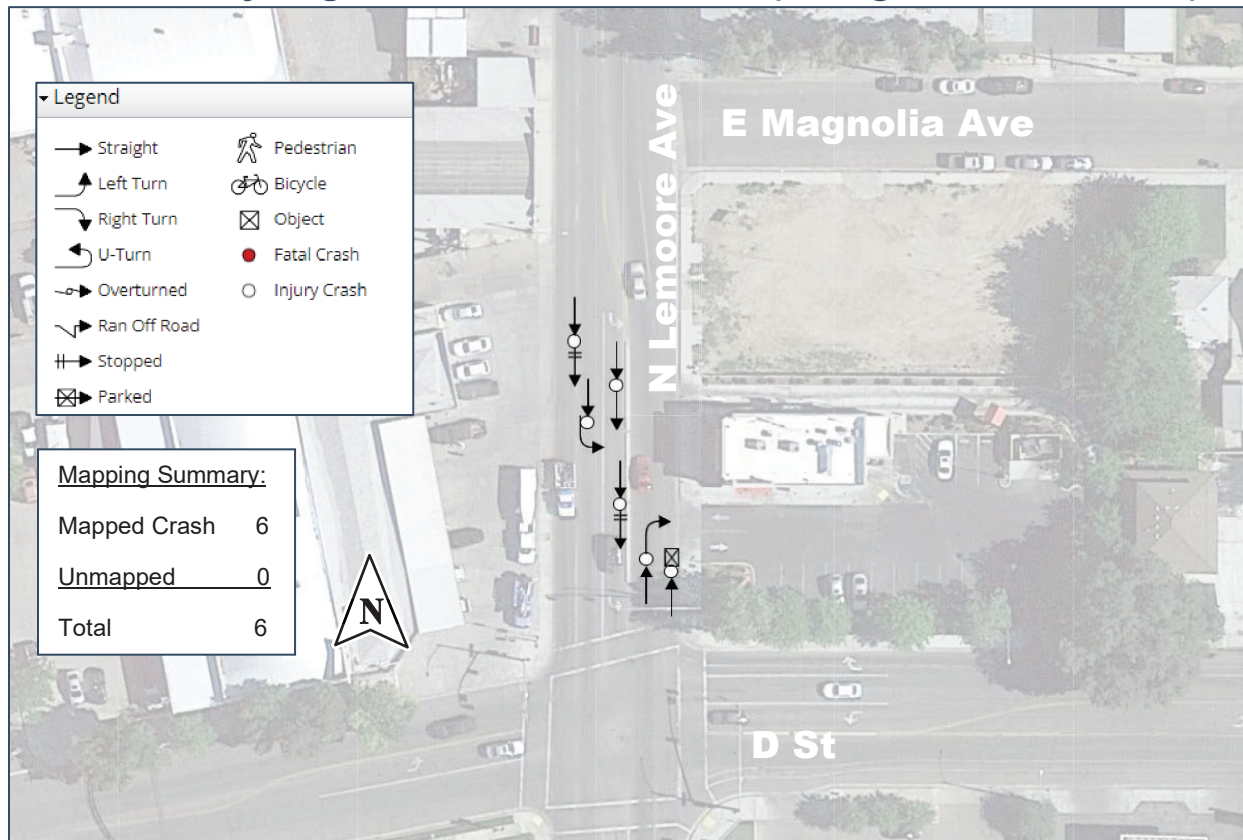 Legend
Straight
Pedestrian
Left Turn
Bicycle
Right Turn
Object
U-Turn
Fatal Crash
Overturned
Injury Crash
Ran Off Road
Stopped
Parked
Mapping Summary:
Mapped Crash 6
Unmapped 0
Total 6
N
E Magnolia Ave
N Lemoore Ave
D St